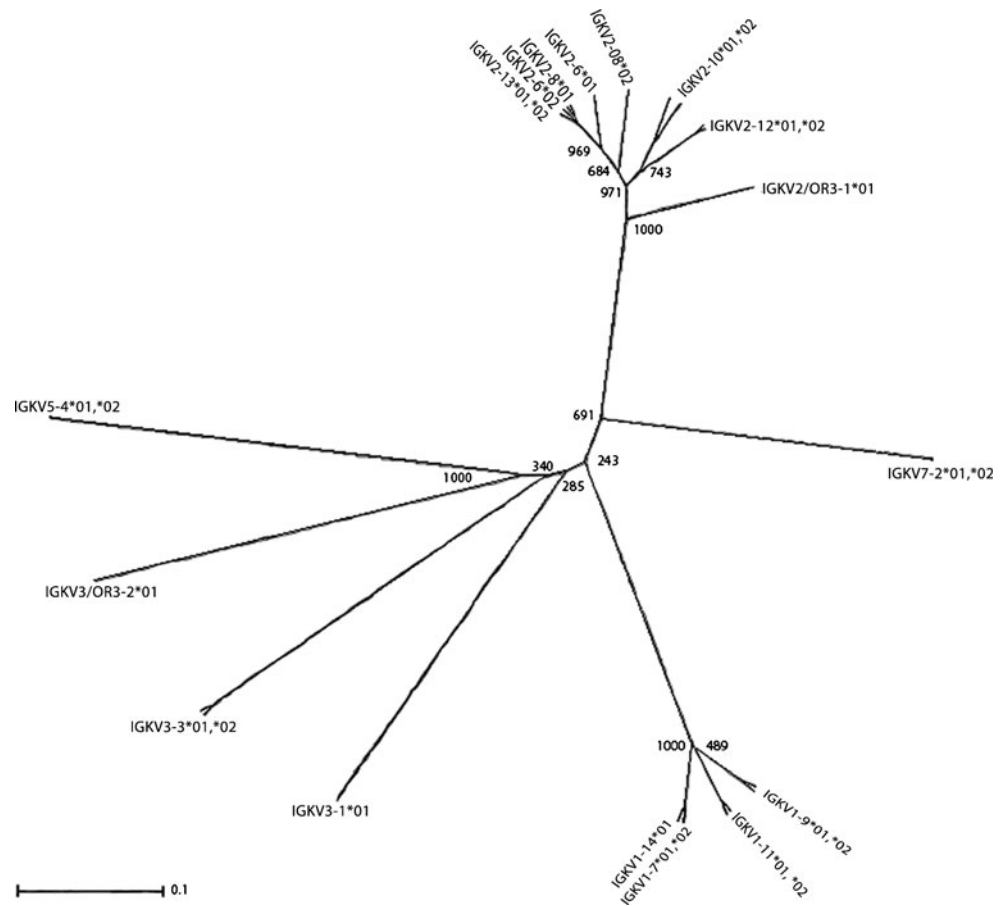 IGKV2-13*01,*02
IGKV2-6*02
IGKV2-8*01
IGKV2-6*01
IGKV2-08*02
IGKV2-10*01,*02
IGKV2-12*01,*02
969
684
743
971
IGKV2/OR3-1*01
1000
IGKV5-4*01,*02
691
243
340
1000
285
IGKV7-2*01,*02
IGKV3/OR3-2*01
IGKV3-3*01,*02
1000
489
IGKV3-1*01
IGKV1-9*01,*02
IGKV1-14*01
IGKV1-7*01,*02
IGKV1-11*01,*02
0.1